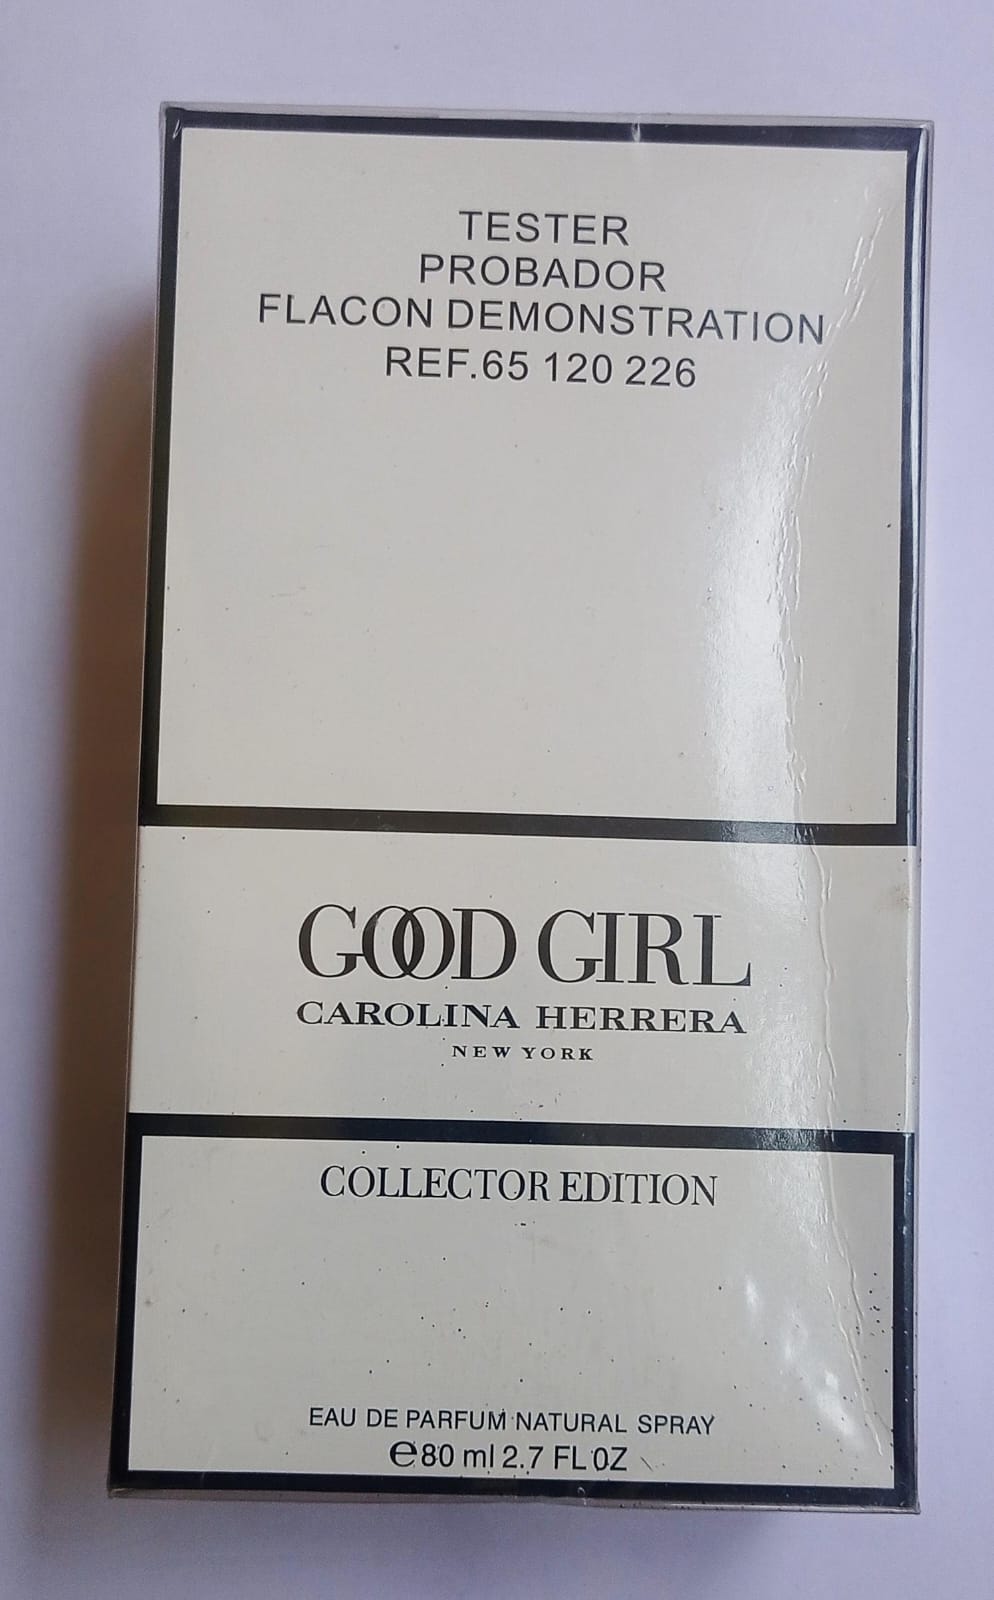 TESTER
PROBADOR
FLACON DEMONSTRATION
REF.65 120 226
GOOD GIRL
CAROLINA HERRERA
NEW YORK
COLLECTOR EDITION
EAU DE PARFUM NATURAL SPRAY
℮80 ml 2.7 FL OZ